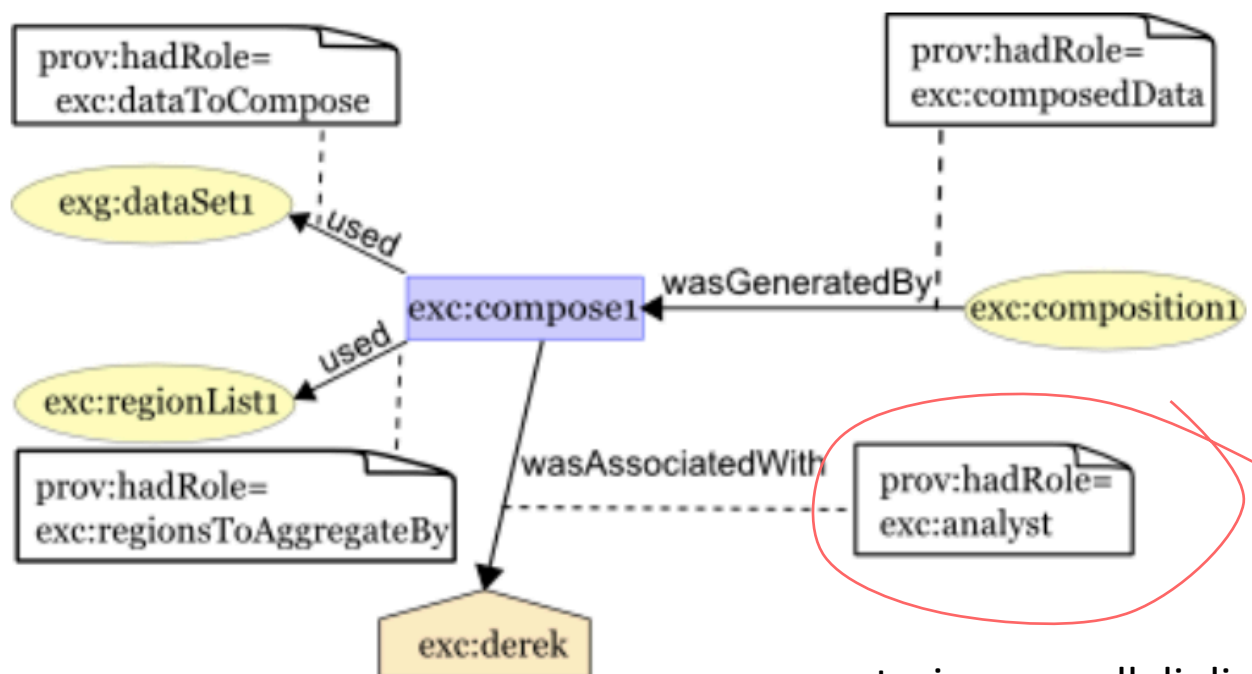 prov:hadRole=
exc:dataToCompose
prov:hadRole=
exc:composedData
exg:dataSet1
used
wasGeneratedBy
exc:compose1
exc:composition1
used
exc:regionList1
wasAssociatedWith
prov:hadRole=
exc:regionsToAggregateBy
prov:hadRole=
exc:analyst
exc:derek